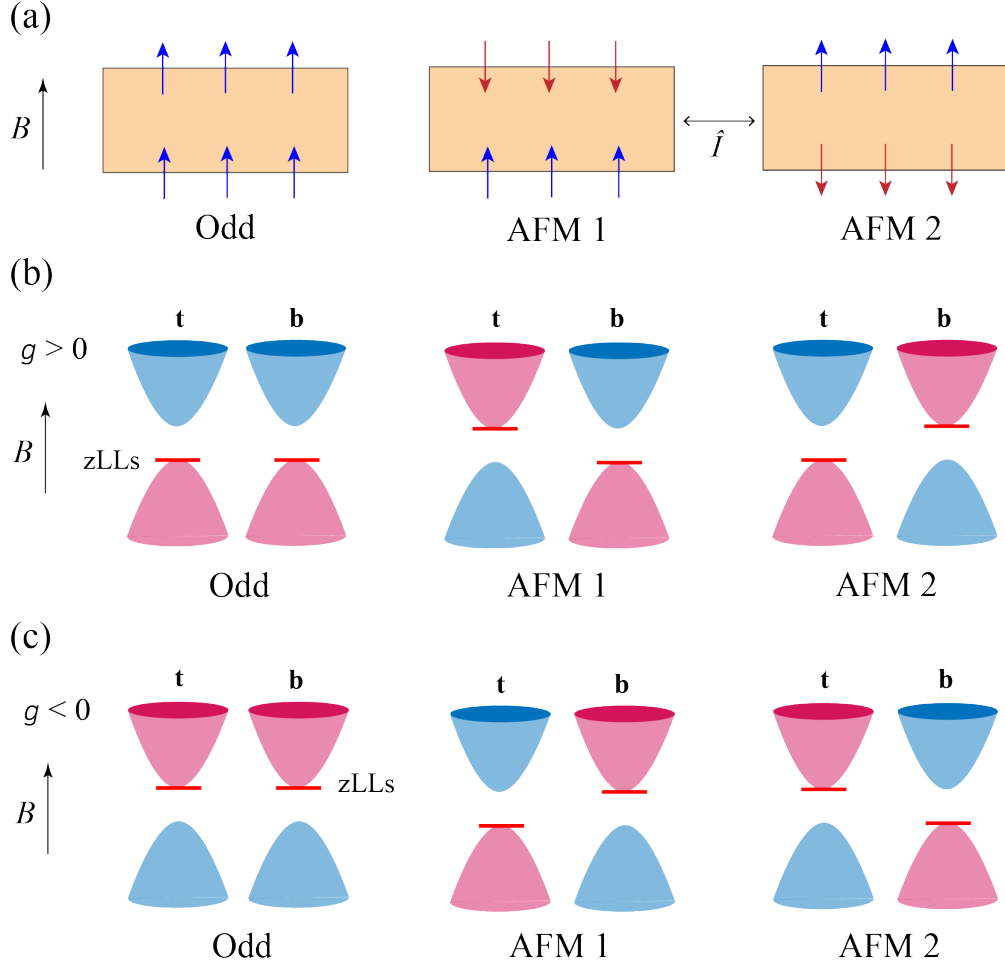 (a)
B
Î
Odd AFM 1 AFM 2
(b)
t b t b t b
g > 0
B
zLLs
Odd AFM 1 AFM 2
(c)
t b t b t b
g < 0
zLLs
B
Odd AFM 1 AFM 2